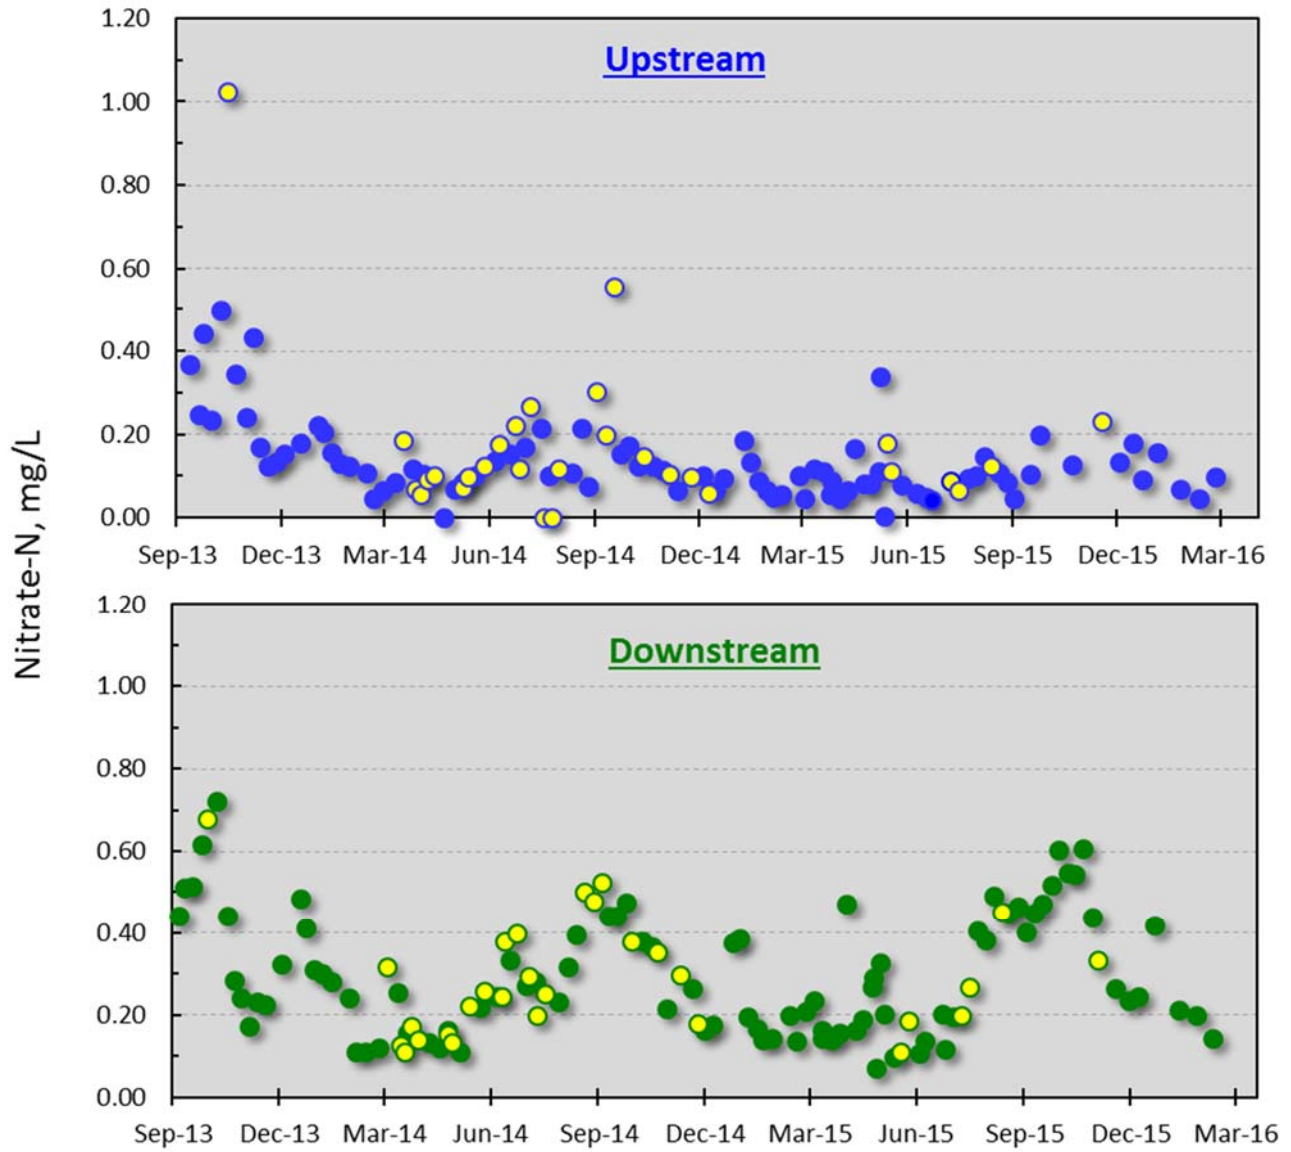 1.20
Upstream
1.00
0.80
0.60
0.40
0.20
0.00
Sep-13 Dec-13 Mar-14 Jun-14 Sep-14 Dec-14 Mar-15 Jun-15 Sep-15 Dec-15 Mar-16
Nitrate-N, mg/L
1.20
Downstream
1.00
0.80
0.60
0.40
0.20
0.00
Sep-13 Dec-13 Mar-14 Jun-14 Sep-14 Dec-14 Mar-15 Jun-15 Sep-15 Dec-15 Mar-16